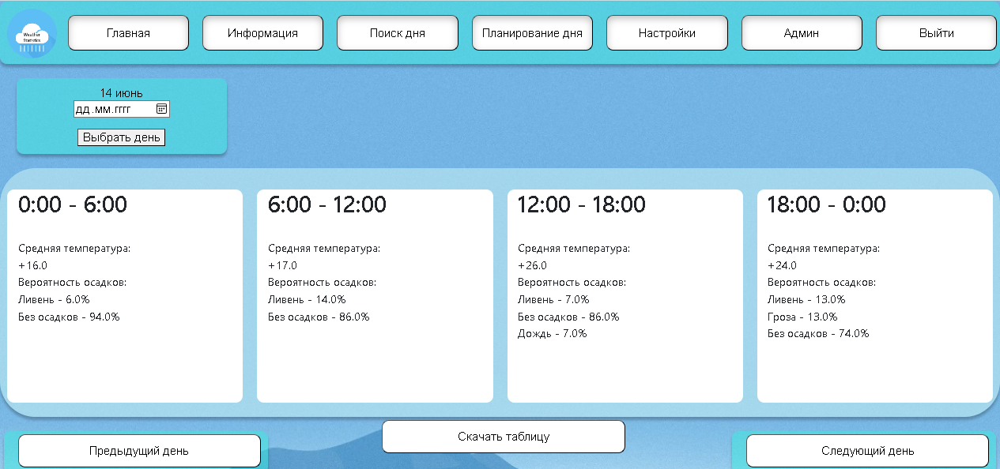 Weather
Statistics
Главная
Информация
Поиск дня
Планирование дня
Настройки
Админ
Выйти
14 июнь
дд.мм.гггг
Выбрать день
0:00 - 6:00
Средняя температура:
+16.0
Вероятность осадков:
Ливень - 6.0%
Без осадков - 94.0%
6:00 - 12:00
Средняя температура:
+17.0
Вероятность осадков:
Ливень - 14.0%
Без осадков - 86.0%
12:00 - 18:00
Средняя температура:
+26.0
Вероятность осадков:
Ливень - 7.0%
Без осадков - 86.0%
Дождь - 7.0%
18:00 - 0:00
Средняя температура:
+24.0
Вероятность осадков:
Ливень - 13.0%
Гроза - 13.0%
Без осадков - 74.0%
Скачать таблицу
Предыдущий день
Следующий день